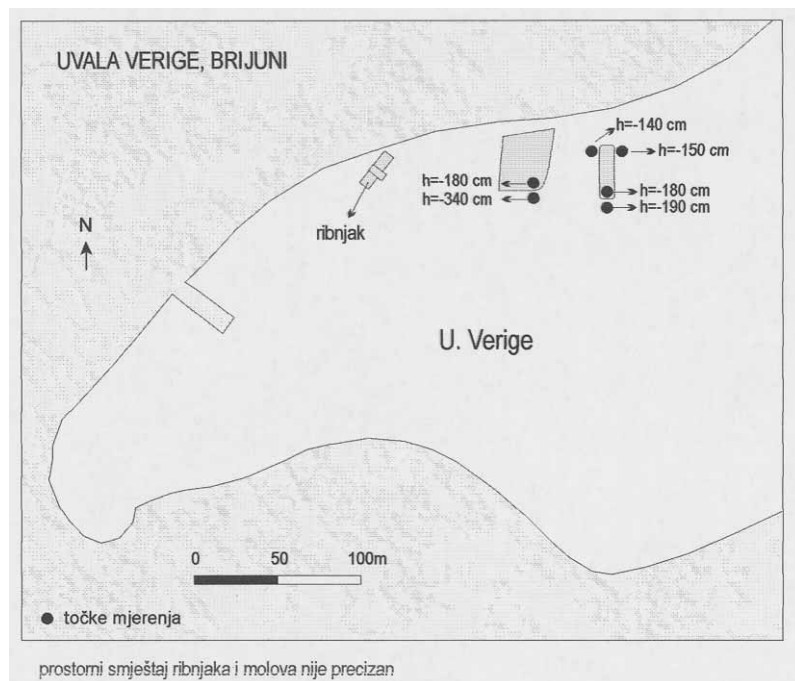 UVALA VERIGE, BRIJUNI
h=-140 cm
h=-150 cm
h=-180 cm
h=-340 cm
h=-180 cm
h=-190 cm
ribnjak
N
U. Verige
0 50 100m
točke mjerenja
prostorni smještaj ribnjaka i molova nije precizan